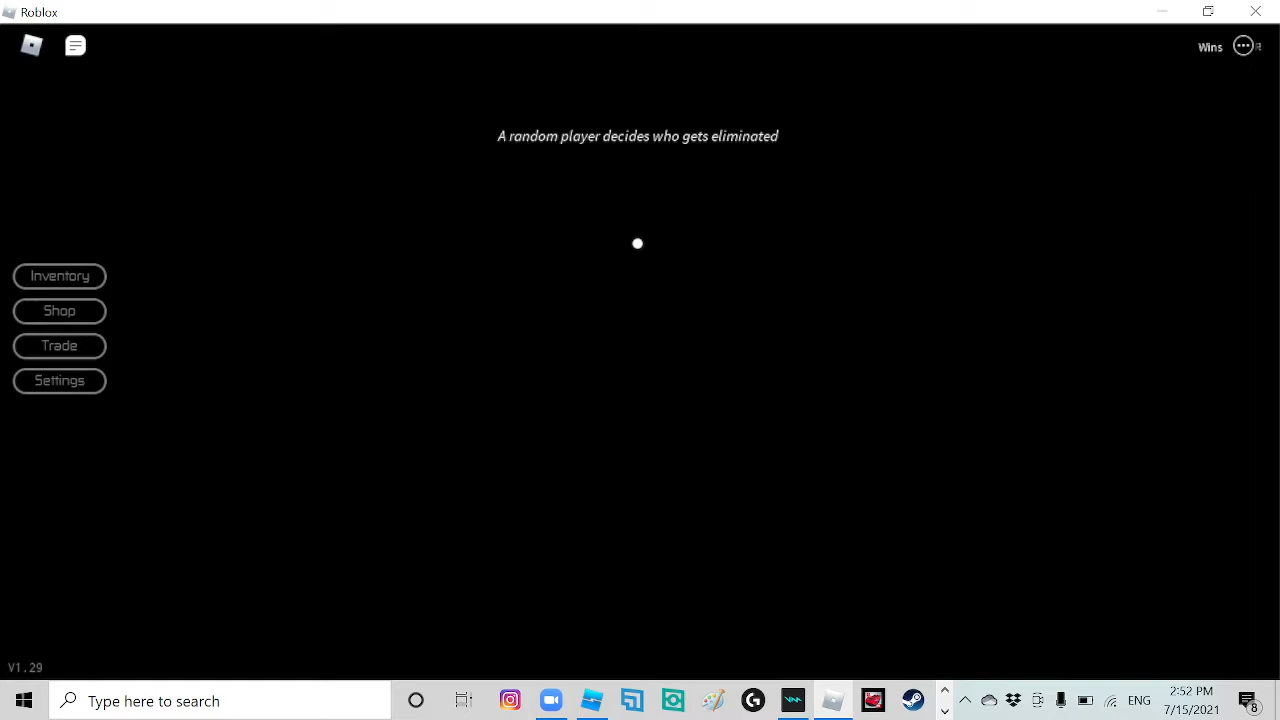 Roblox
Wins
A random player decides who gets eliminated
Inventory
Shop
Trade
Settings
V1.29
Type here to search
ENG
2:52 PM
7/15/2021
8